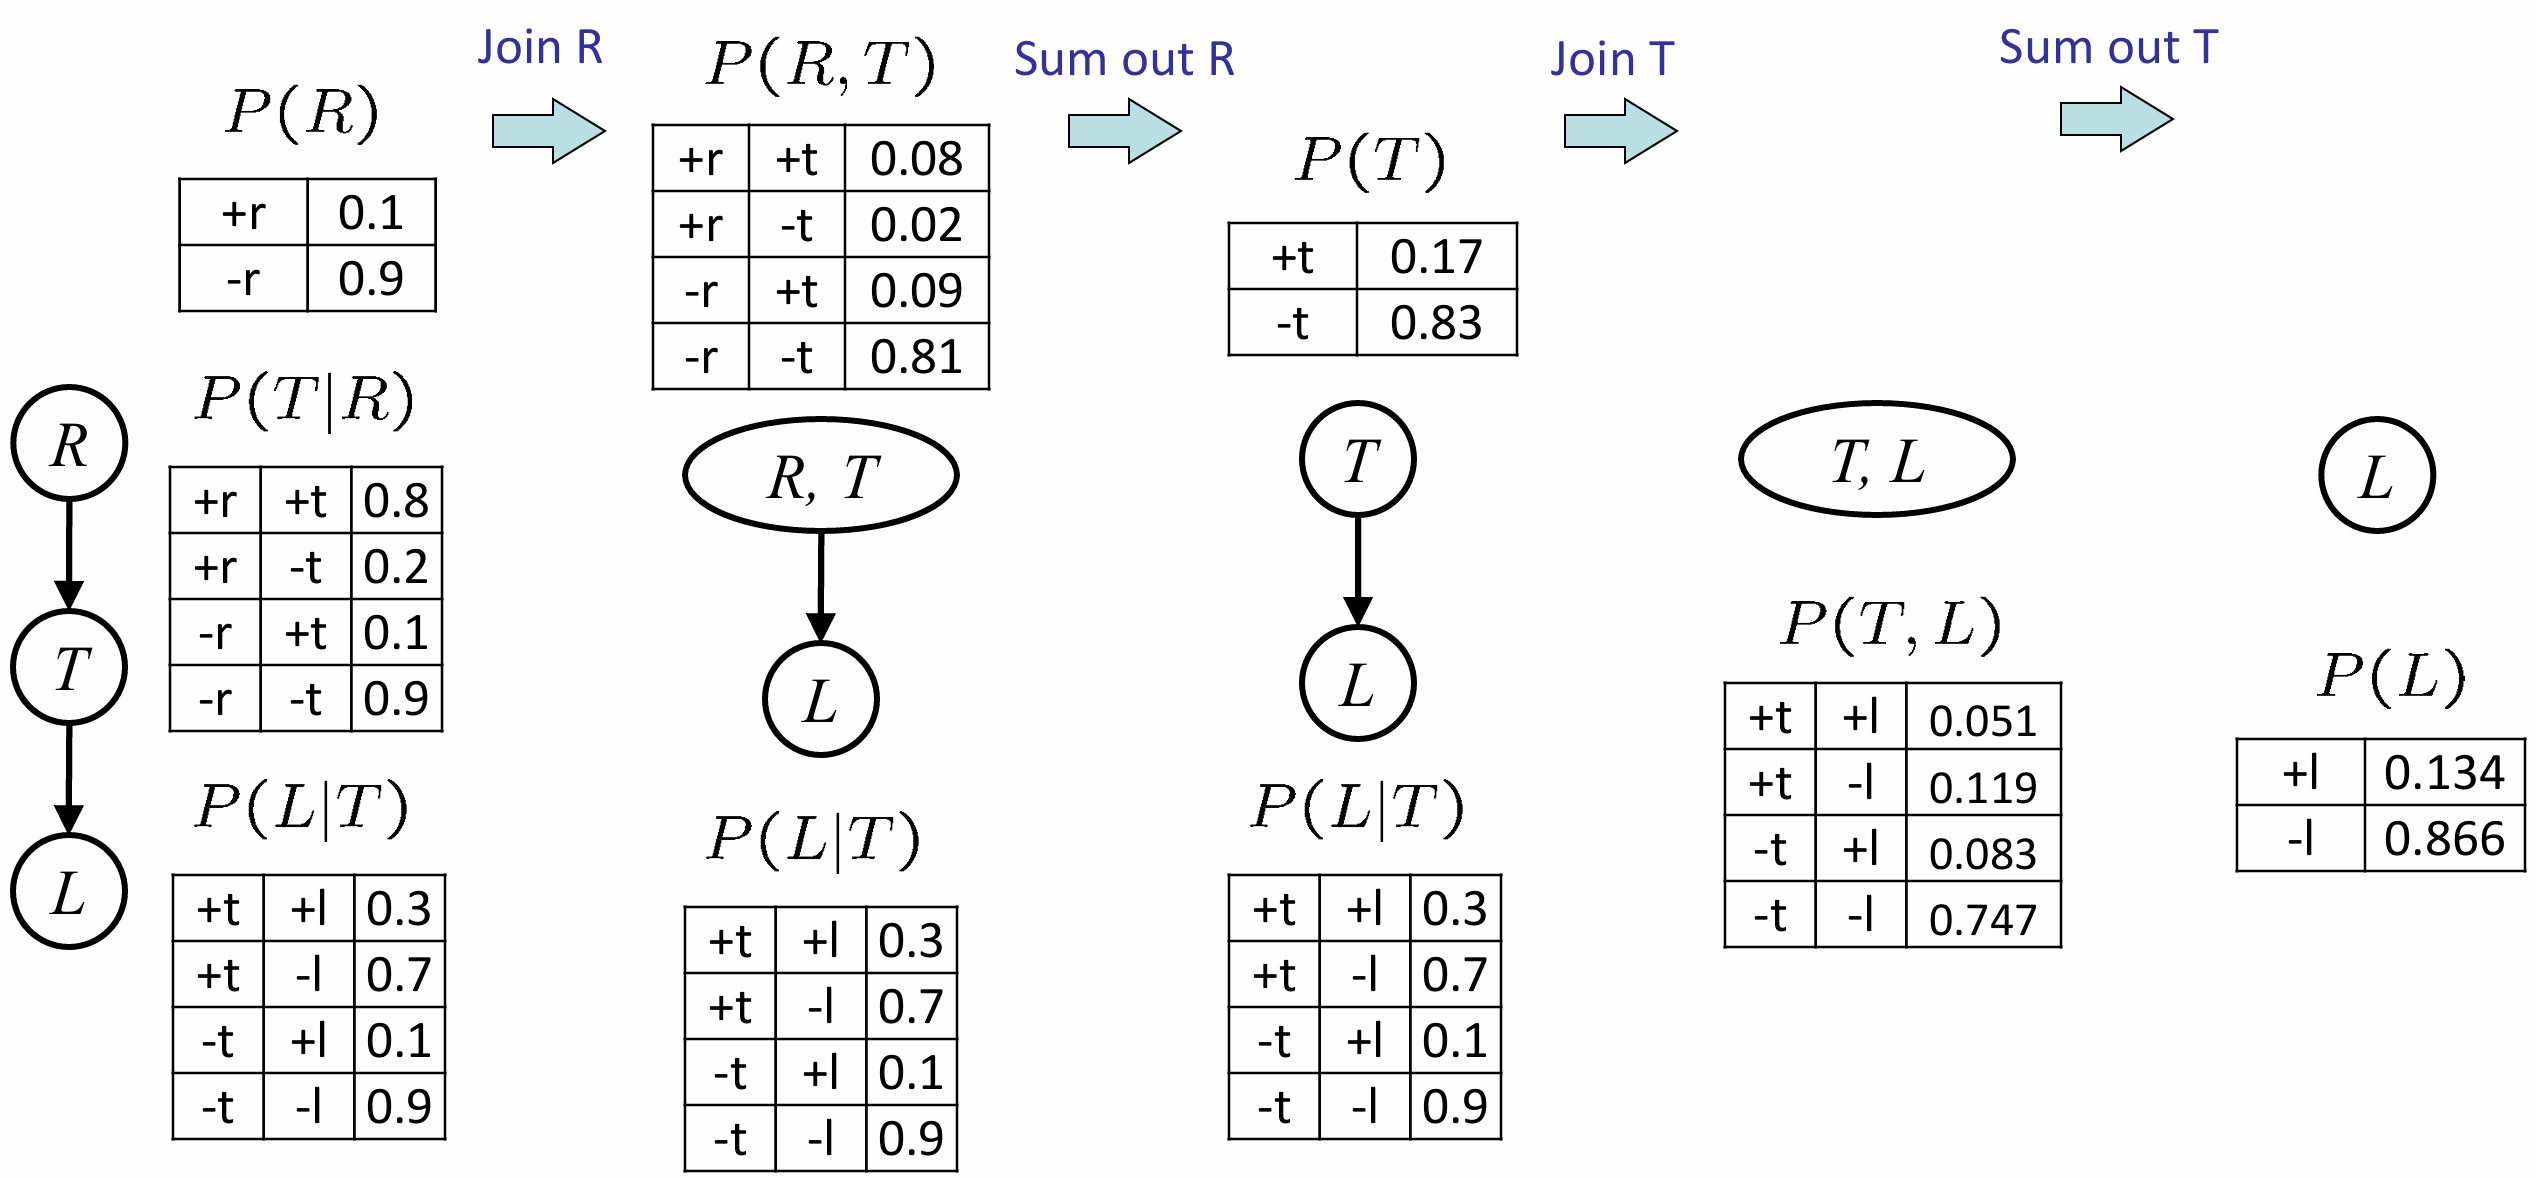 Join R
Sum out R
Join T
Sum out T
P(R)
+r 0.1
-r 0.9
P(T|R)
+r +t 0.8
+r -t 0.2
-r +t 0.1
-r -t 0.9
P(L|T)
+t +l 0.3
+t -l 0.7
-t +l 0.1
-t -l 0.9
R
T
L
P(R, T)
+r +t 0.08
+r -t 0.02
-r +t 0.09
-r -t 0.81
R, T
L
P(L|T)
+t +l 0.3
+t -l 0.7
-t +l 0.1
-t -l 0.9
P(T)
+t 0.17
-t 0.83
T
L
P(L|T)
+t +l 0.3
+t -l 0.7
-t +l 0.1
-t -l 0.9
T, L
P(T, L)
+t +l 0.051
+t -l 0.119
-t +l 0.083
-t -l 0.747
L
P(L)
+l 0.134
-l 0.866